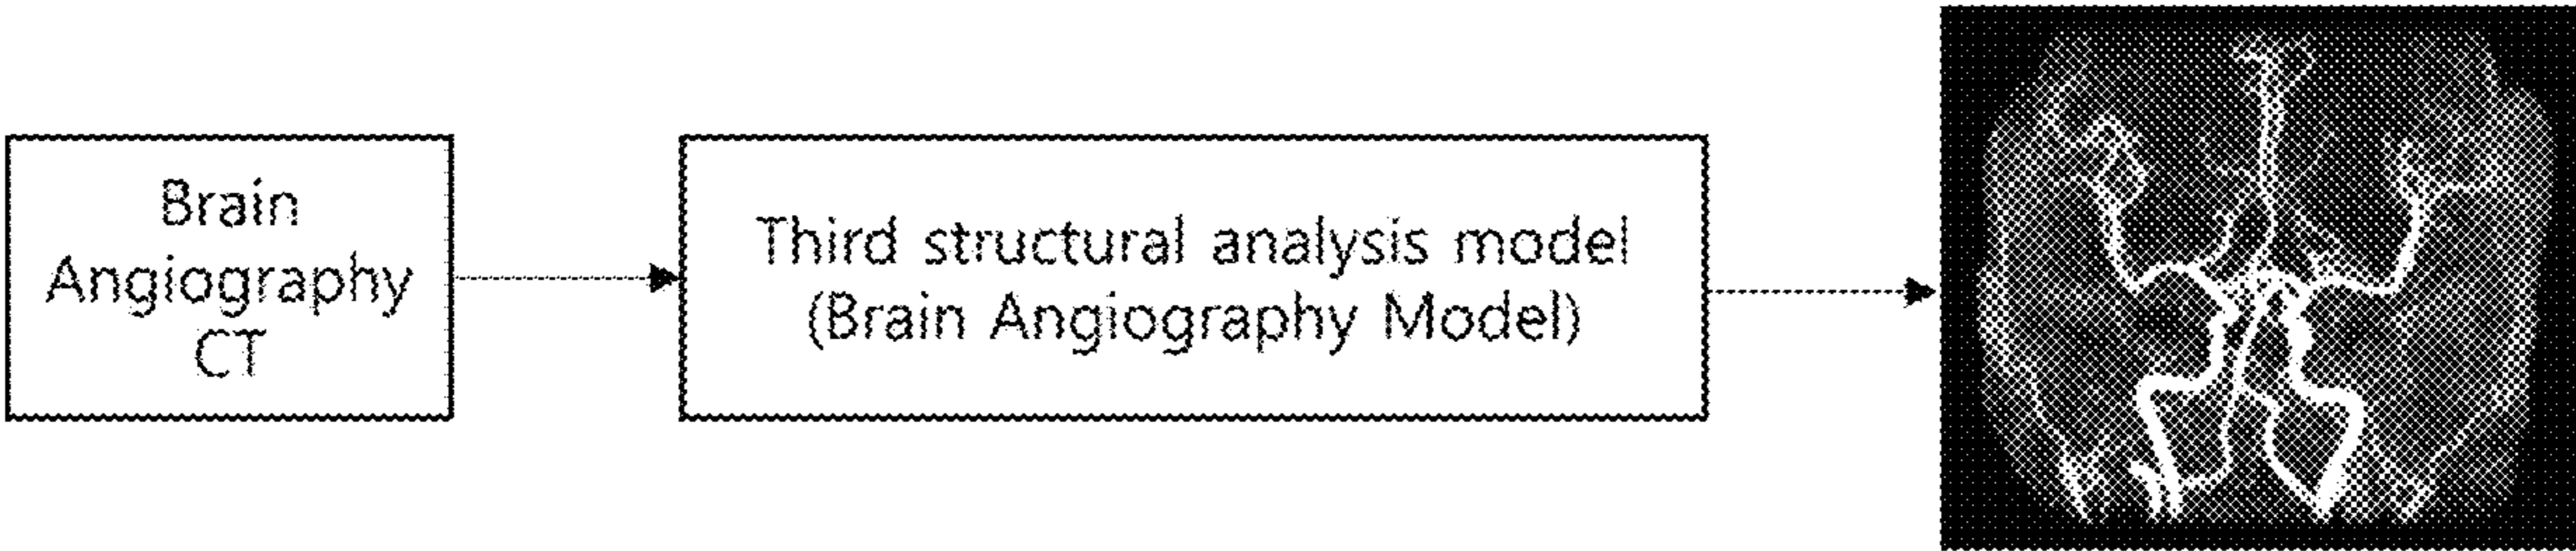 Brain
Angiography
CT
Third structural analysis model
(Brain Angiography Model)